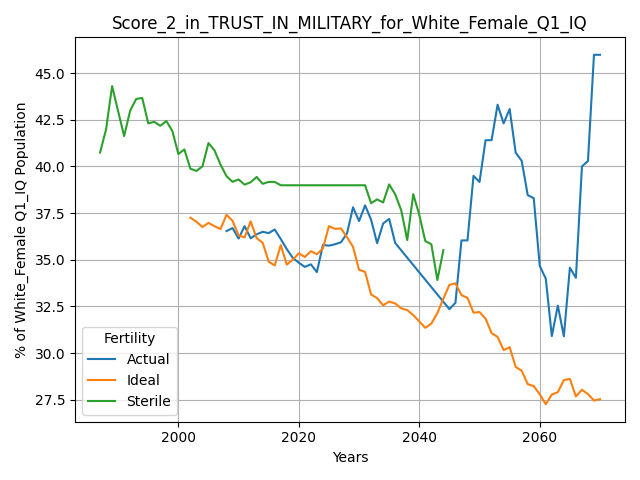 Score_2_in_TRUST_IN_MILITARY_for_White_Female_Q1_IQ
% of White_Female Q1_IQ Population
45.0
42.5
40.0
37.5
35.0
32.5
30.0
27.5
Fertility
Actual
Ideal
Sterile
2000
2020
2040
2060
Years